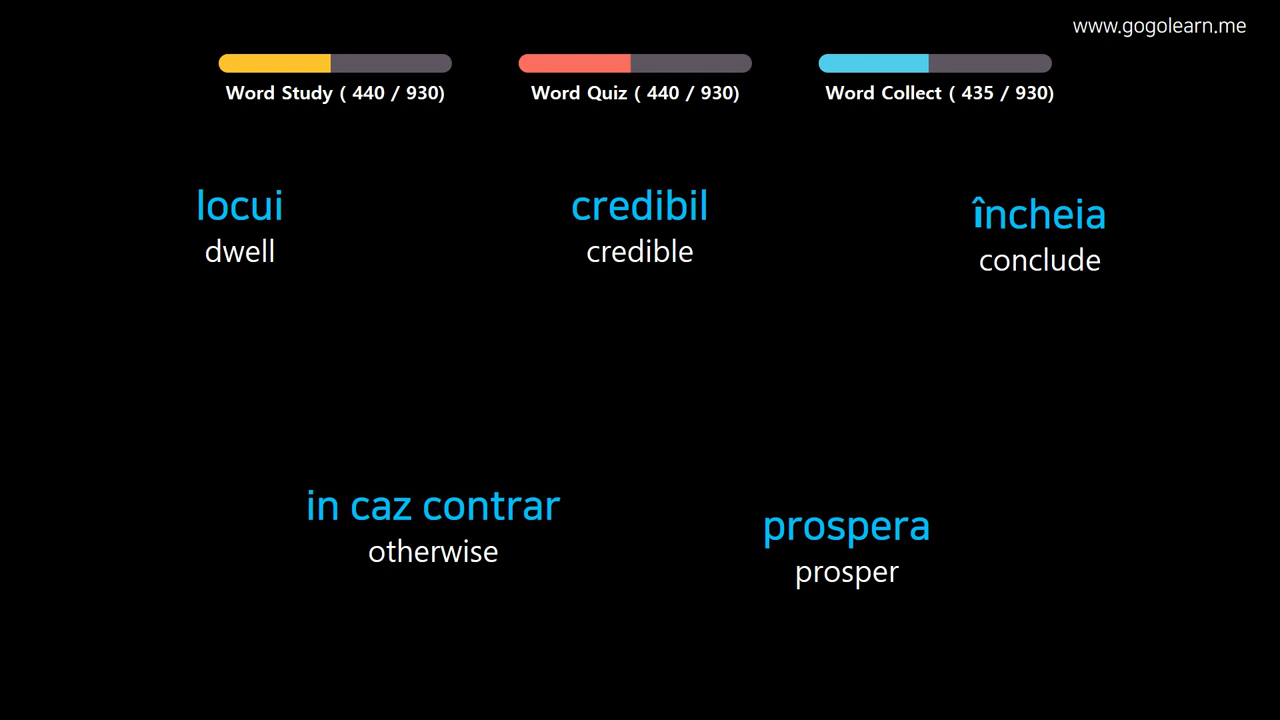 www.gogolearn.me
Word Study ( 440 / 930)
Word Quiz ( 440 / 930)
Word Collect ( 435 / 930)
locui
dwell
credibil
credible
încheia
conclude
in caz contrar
otherwise
prospera
prosper